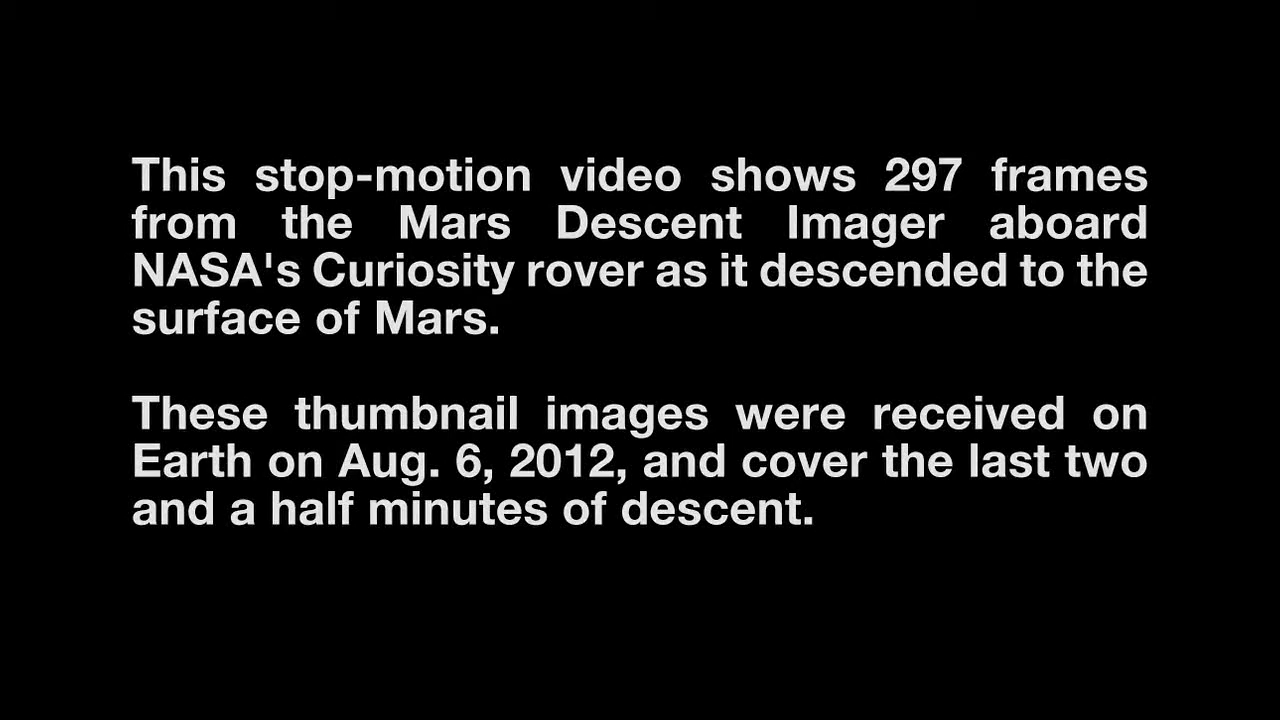 This stop-motion video shows 297 frames
from the Mars Descent Imager aboard
NASA's Curiosity rover as it descended to the
surface of Mars.
These thumbnail images were received on
Earth on Aug. 6, 2012, and cover the last two
and a half minutes of descent.